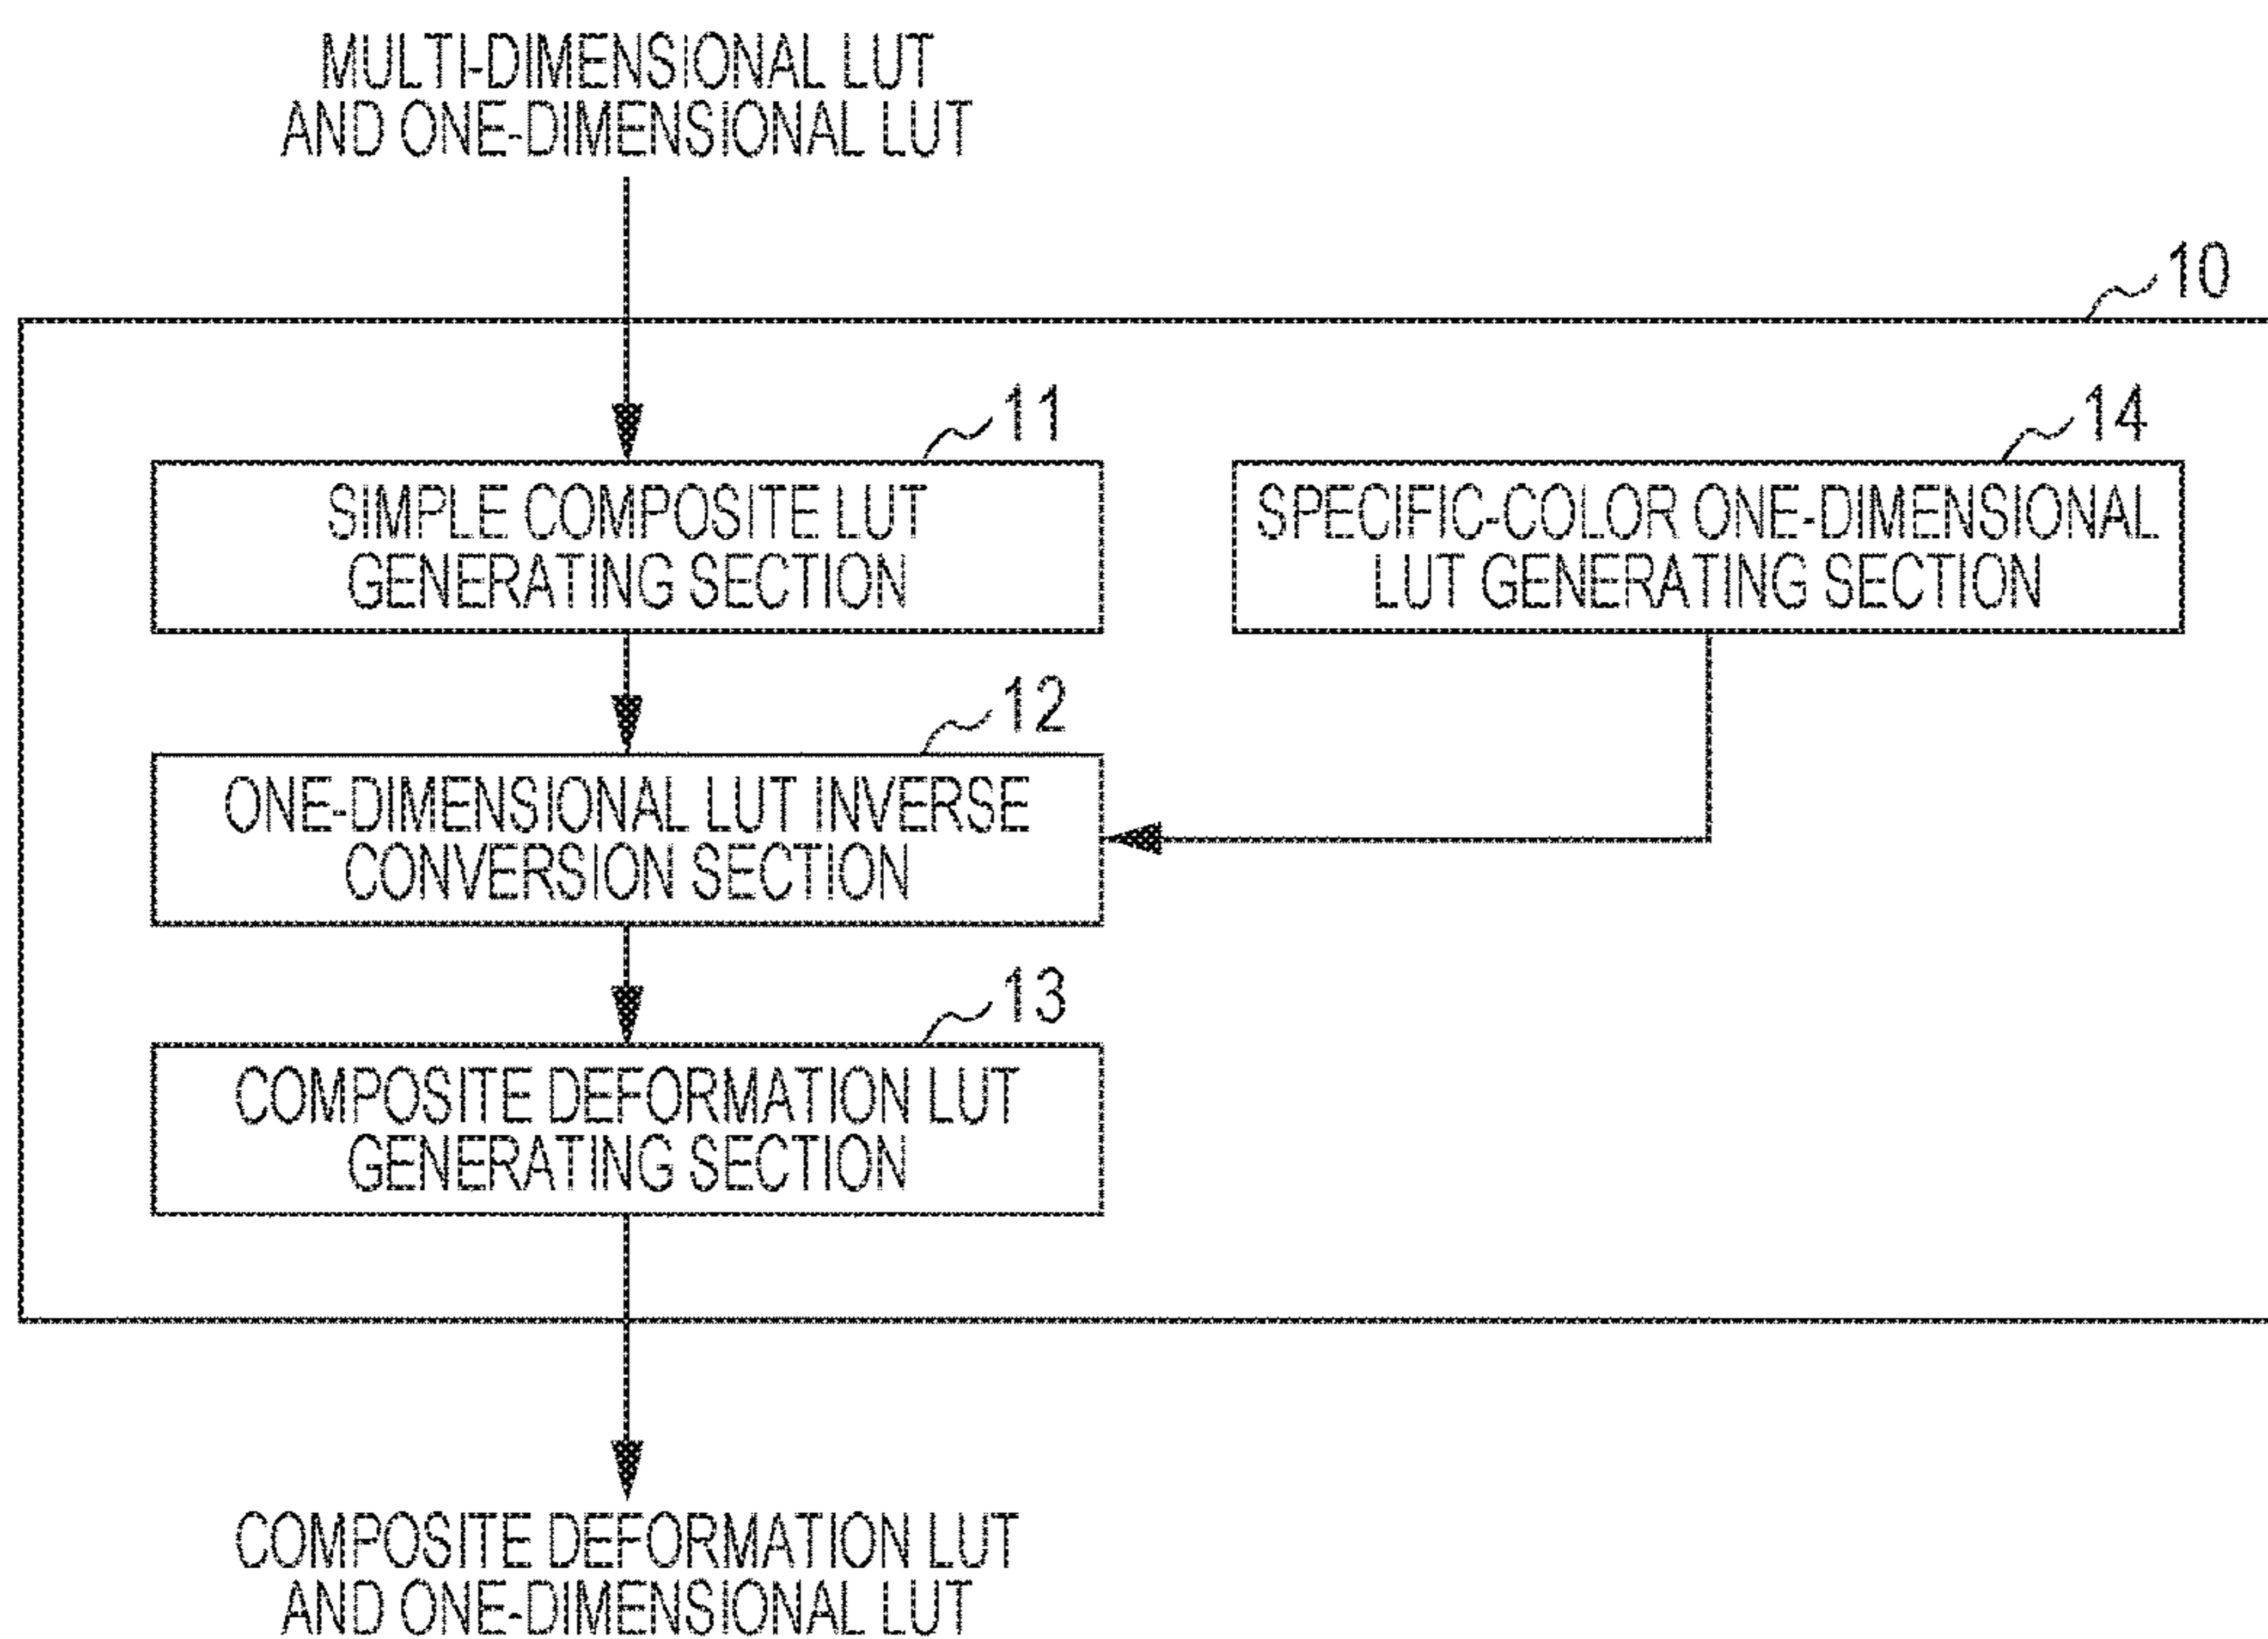 MULTI-DIMENSIONAL LUT
AND ONE-DIMENSIONAL LUT
10
11
14
SIMPLE COMPOSITE LUT
GENERATING SECTION
SPECIFIC-COLOR ONE-DIMENSIONAL
LUT GENERATING SECTION
12
ONE-DIMENSIONAL LUT INVERSE
CONVERSION SECTION
13
COMPOSITE DEFORMATION LUT
GENERATING SECTION
COMPOSITE DEFORMATION LUT
AND ONE-DIMENSIONAL LUT